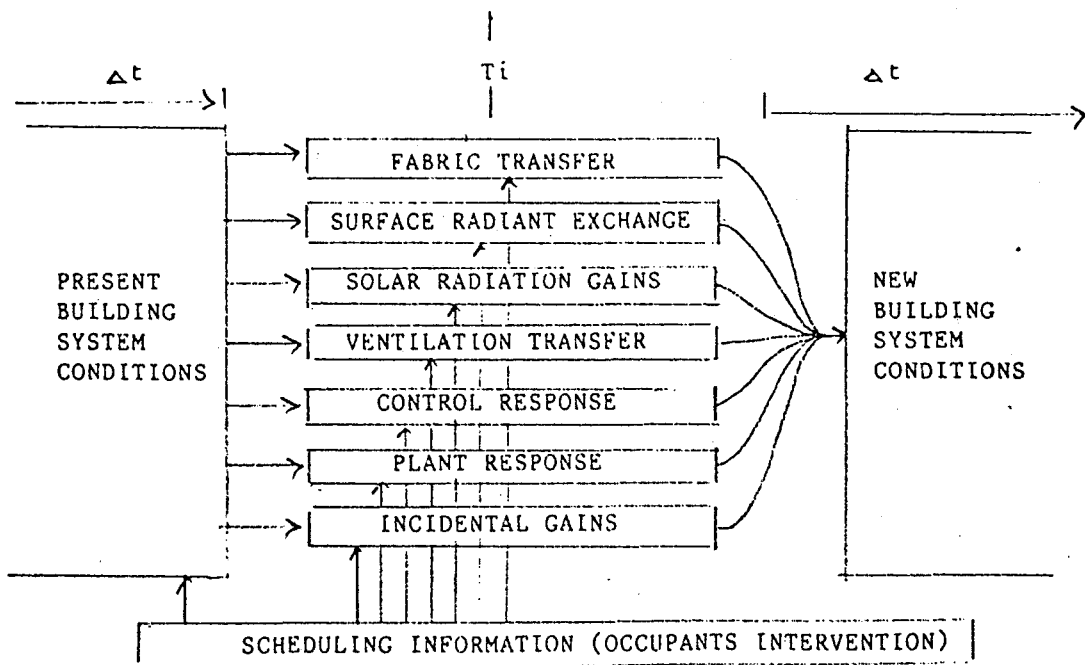 Δt
Ti
Δt
FABRIC TRANSFER
SURFACE RADIANT EXCHANGE
SOLAR RADIATION GAINS
VENTILATION TRANSFER
CONTROL RESPONSE
PLANT RESPONSE
INCIDENTAL GAINS
PRESENT
BUILDING
SYSTEM
CONDITIONS
NEW
BUILDING
SYSTEM
CONDITIONS
SCHEDULING INFORMATION (OCCUPANTS INTERVENTION)